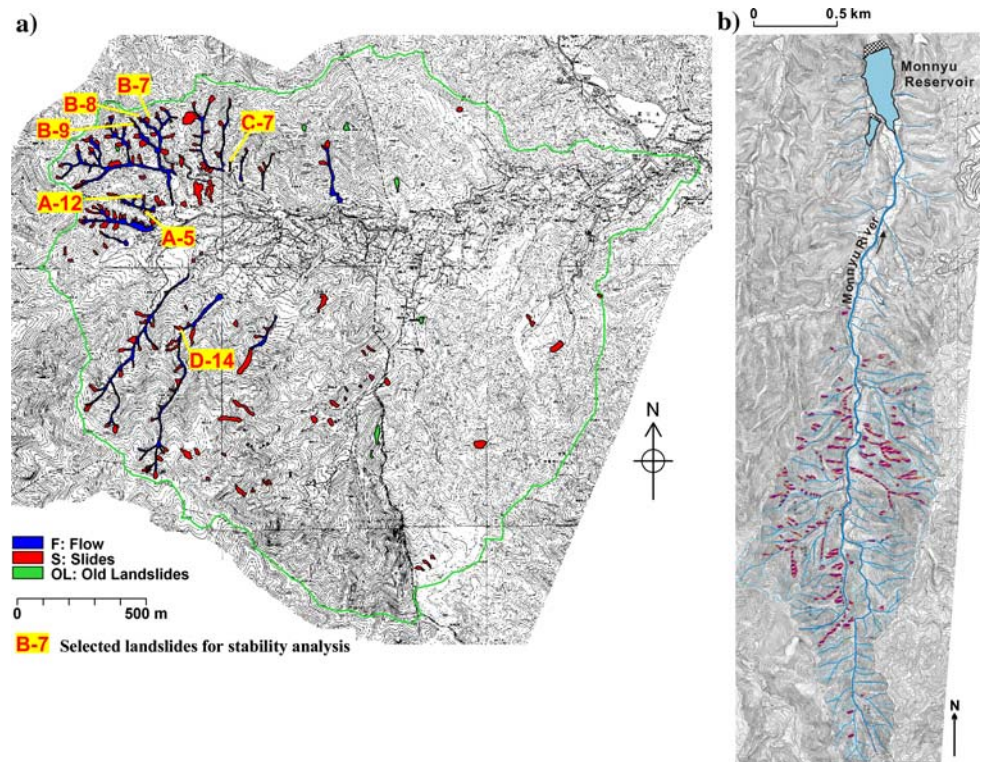 a)
B-7
B-8
B-9
C-7
A-12
A-5
D-14
N
F: Flow
S: Slides
OL: Old Landslides
0 500 m
B-7 Selected landslides for stability analysis
b)
0 0.5 km
Monnyu
Reservoir
Monnyu River
N